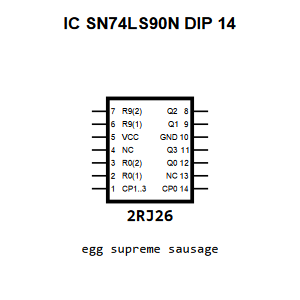 IC SN74LS90N DIP 14
7 R9(2) Q2 8
6 R9(1) Q1 9
5 VCC GND 10
4 NC Q3 11
3 R0(2) Q0 12
2 R0(1) NC 13
1 CP1..3 CP0 14
2RJ26
egg supreme sausage